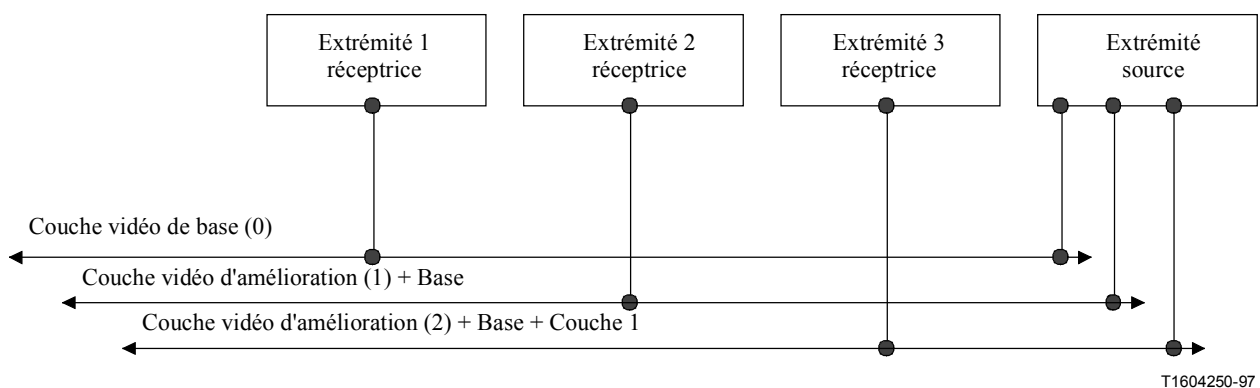 Extrémité 1
réceptrice
Extrémité 2
réceptrice
Extrémité 3
réceptrice
Extrémité
source
Couche vidéo de base (0)
Couche vidéo d'amélioration (1) + Base
Couche vidéo d'amélioration (2) + Base + Couche 1
T1604250-97